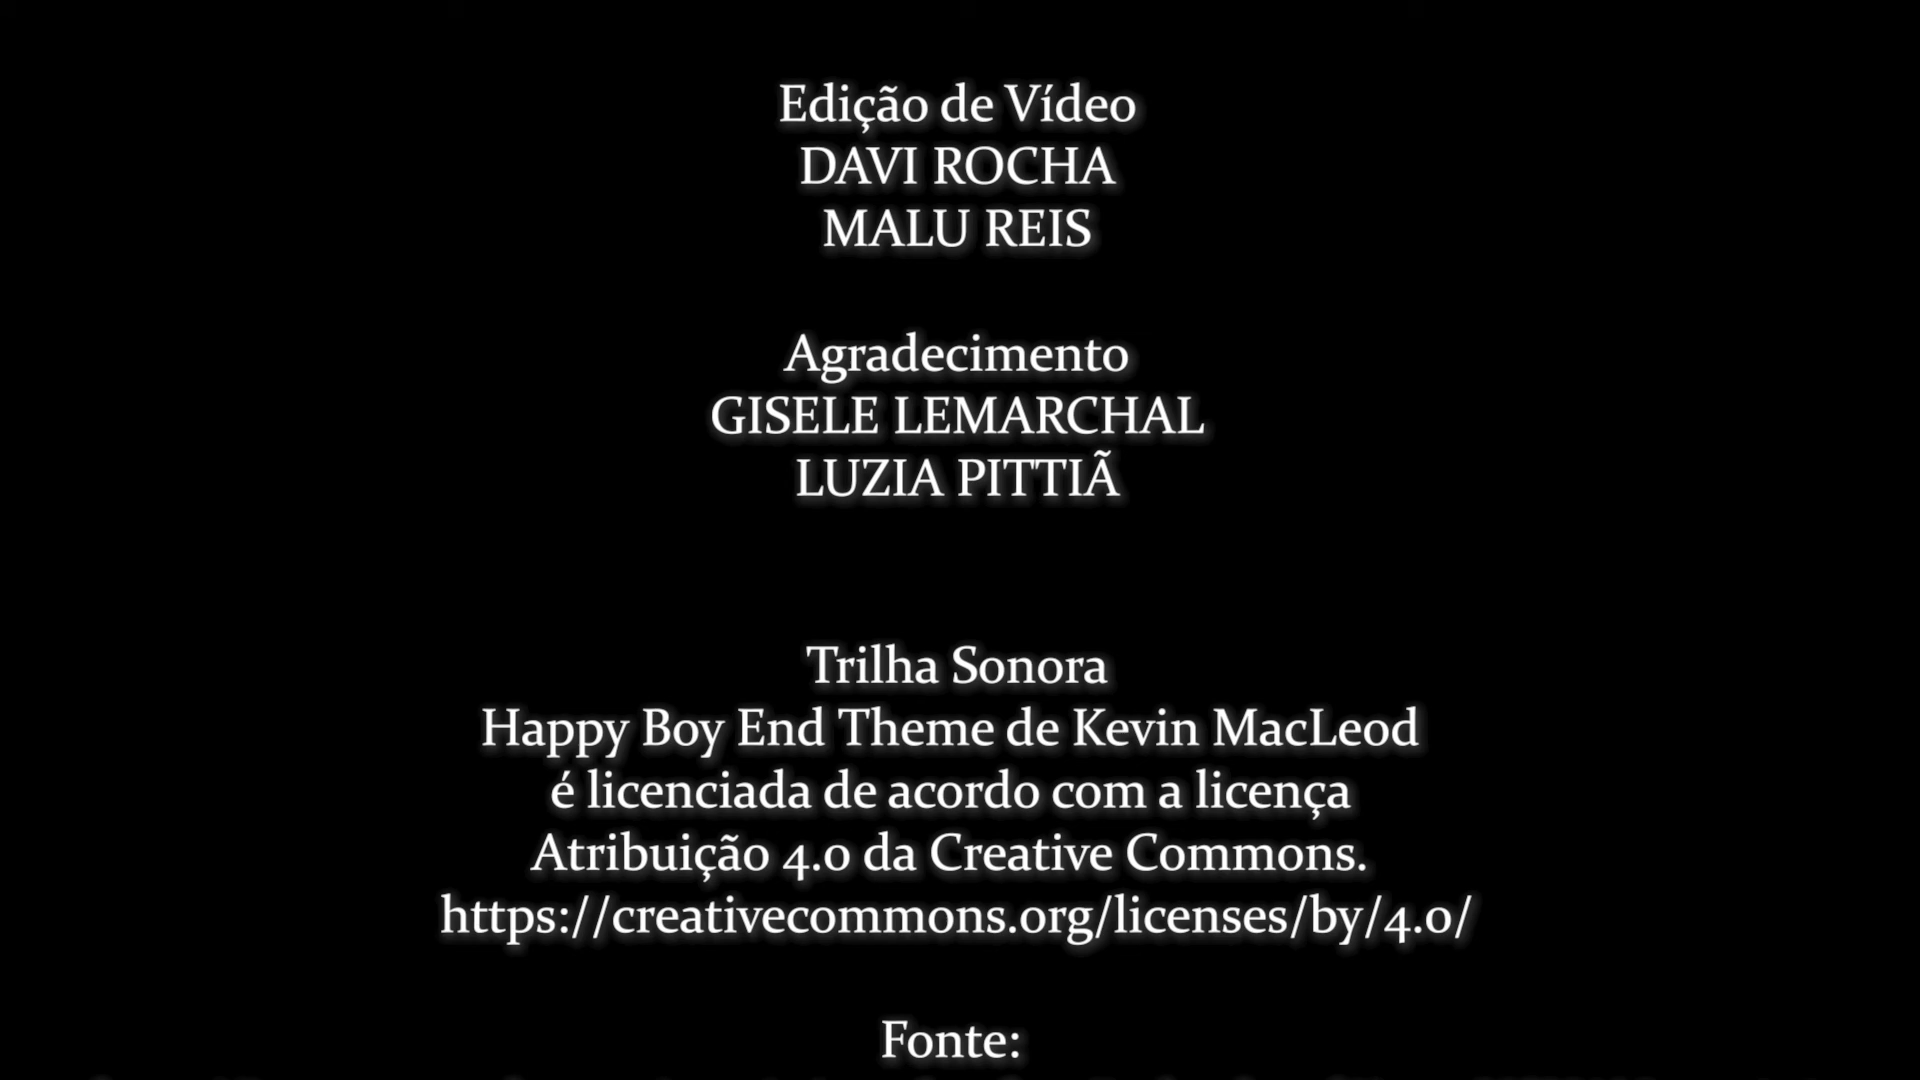 Edição de Vídeo
DAVI ROCHA
MALU REIS
Agradecimento
GISELE LEMARCHAL
LUZIA PITTIÃ
Trilha Sonora
Happy Boy End Theme de Kevin MacLeod
é licenciada de acordo com a licença
Atribuição 4.0 da Creative Commons.
https://creativecommons.org/licenses/by/4.0/
Fonte: